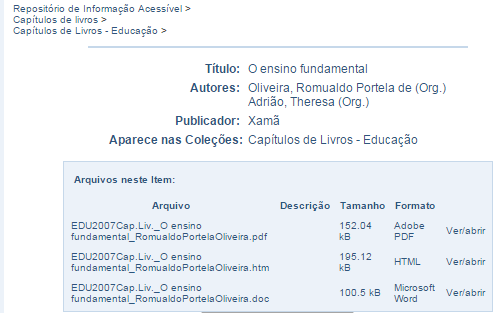 Repositório de Informação Acessível >
Capítulos de livros >
Capítulos de Livros - Educação >
Título: O ensino fundamental
Autores: Oliveira, Romualdo Portela de (Org.)
Adrião, Theresa (Org.)
Publicador: Xamã
Aparece nas Coleções: Capítulos de Livros - Educação
Arquivos neste Item:
Arquivo Descrição Tamanho Formato
EDU2007Cap.Liv._O ensino 152.04 Adobe
fundamental_RomualdoPortelaOliveira.pdf kB PDF Ver/abrir
EDU2007Cap.Liv._O ensino 195.12 HTML Ver/abrir
fundamental_RomualdoPortelaOliveira.htm kB
EDU2007Cap.Liv._O ensino 100.5 kB Microsoft Ver/abrir
fundamental_RomualdoPortelaOliveira.doc Word